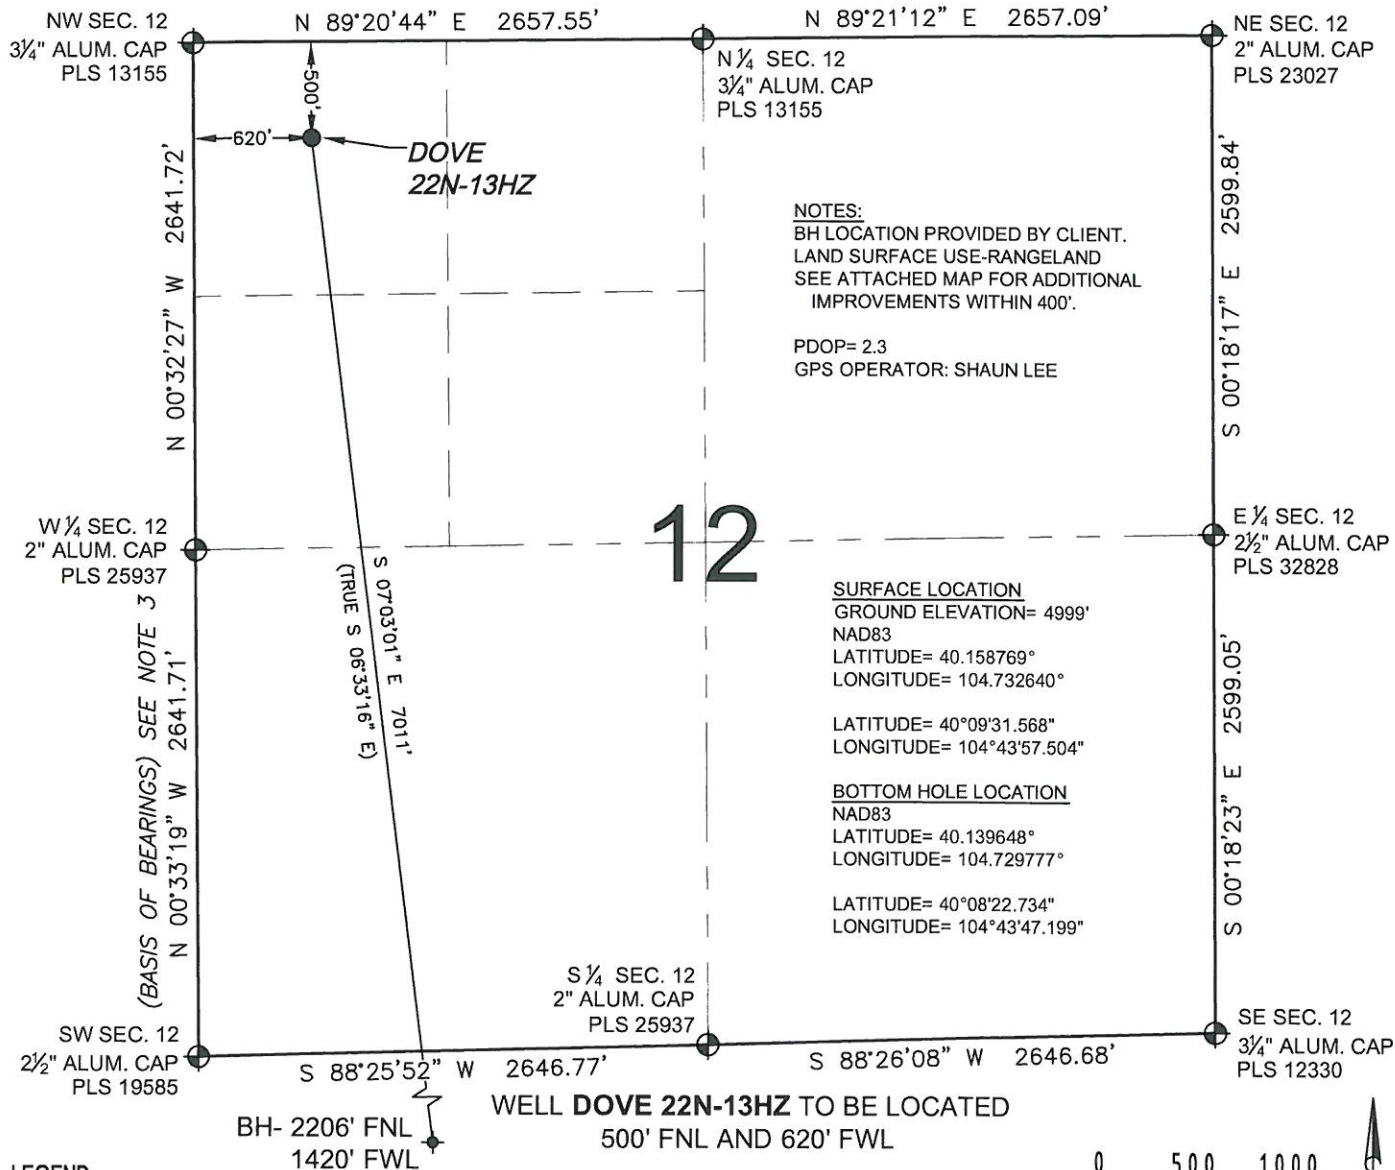 N 89°20'44" E 2657.55'
N 89°21'12" E 2657.09'
NW SEC. 12
3¼" ALUM. CAP
PLS 13155
N ¼ SEC. 12
3¼" ALUM. CAP
PLS 13155
NE SEC. 12
2" ALUM. CAP
PLS 23027
500'
620'
DOVE
22N-13HZ
N 00°32'27" W 2641.72'
S 00°18'17" E 2599.84'
NOTES:
BH LOCATION PROVIDED BY CLIENT.
LAND SURFACE USE-RANGELAND
SEE ATTACHED MAP FOR ADDITIONAL
IMPROVEMENTS WITHIN 400'.
PDOP= 2.3
GPS OPERATOR: SHAUN LEE
W ¼ SEC. 12
2" ALUM. CAP
PLS 25937
12
E ¼ SEC. 12
2½" ALUM. CAP
PLS 32828
S 07°03'01" E 7011'
(TRUE S 06°33'16" E)
(BASIS OF BEARINGS) SEE NOTE 3
N 00°33'19" W 2641.71'
SURFACE LOCATION
GROUND ELEVATION= 4999'
NAD83
LATITUDE= 40.158769°
LONGITUDE= 104.732640°
LATITUDE= 40°09'31.568"
LONGITUDE= 104°43'57.504"
BOTTOM HOLE LOCATION
NAD83
LATITUDE= 40.139648°
LONGITUDE= 104.729777°
LATITUDE= 40°08'22.734"
LONGITUDE= 104°43'47.199"
S 00°18'23" E 2599.05'
S ¼ SEC. 12
2" ALUM. CAP
PLS 25937
SW SEC. 12
2½" ALUM. CAP
PLS 19585
SE SEC. 12
3¼" ALUM. CAP
PLS 12330
S 88°25'52" W 2646.77'
S 88°26'08" W 2646.68'
WELL DOVE 22N-13HZ TO BE LOCATED
500' FNL AND 620' FWL
BH- 2206' FNL
1420' FWL
0 500 1000
LEGEND